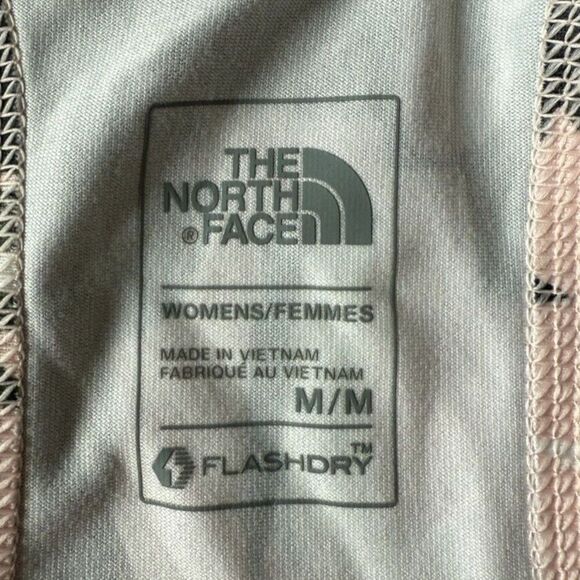 THE
NORTH
®FACE
WOMENS/FEMMES
MADE IN VIETNAM
FABRIQUÉ AU VIETNAM
M/M
FLASHDRY™